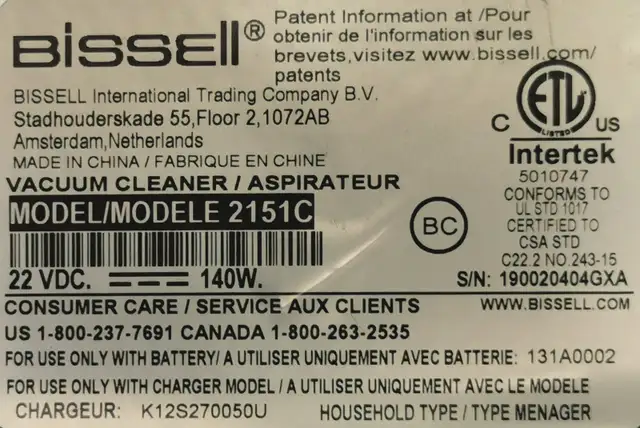 BISSELL® Patent Information at /Pour
obtenir de l'information sur les
brevets,visitez www.bissell.com/
patents
BISSELL International Trading Company B.V.
Stadhouderskade 55,Floor 2,1072AB
Amsterdam,Netherlands
MADE IN CHINA / FABRIQUE EN CHINE
VACUUM CLEANER / ASPIRATEUR
MODEL/MODELE 2151C
22 VDC. 140W.
BC
C ETL US
LISTED
Intertek
5010747
CONFORMS TO
UL STD 1017
CERTIFIED TO
CSA STD
C22.2 NO.243-15
S/N: 190020404GXA
CONSUMER CARE / SERVICE AUX CLIENTS WWW.BISSELL.COM
US 1-800-237-7691 CANADA 1-800-263-2535
FOR USE ONLY WITH BATTERY/A UTILISER UNIQUEMENT AVEC BATTERIE: 131A0002
FOR USE ONLY WITH CHARGER MODEL / A UTILISER UNIQUEMENT AVEC LE MODELE
CHARGEUR: K12S270050U HOUSEHOLD TYPE / TYPE MENAGER